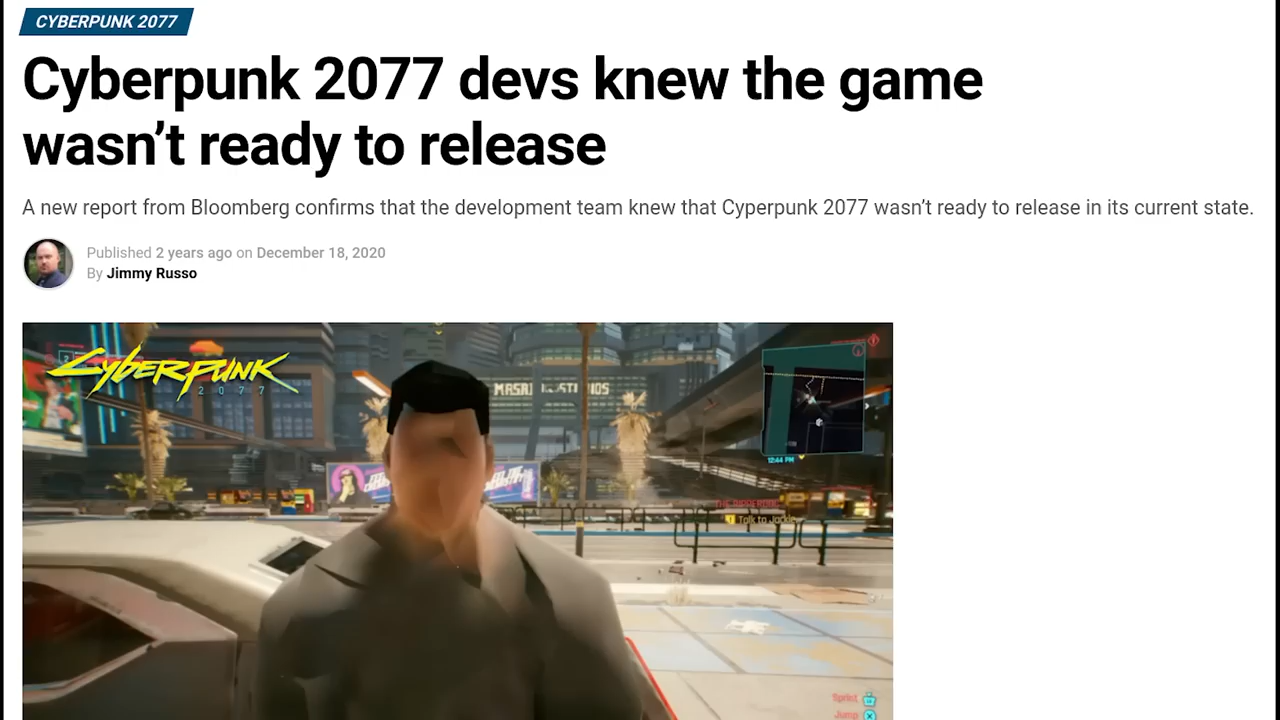 CYBERPUNK 2077
Cyberpunk 2077 devs knew the game
wasn't ready to release
A new report from Bloomberg confirms that the development team knew that Cyperpunk 2077 wasn't ready to release in its current state.
Published 2 years ago on December 18, 2020
By Jimmy Russo
CYBERPUNK
2077
12:44 PM
Talk to Jackie
Sprint
Jump